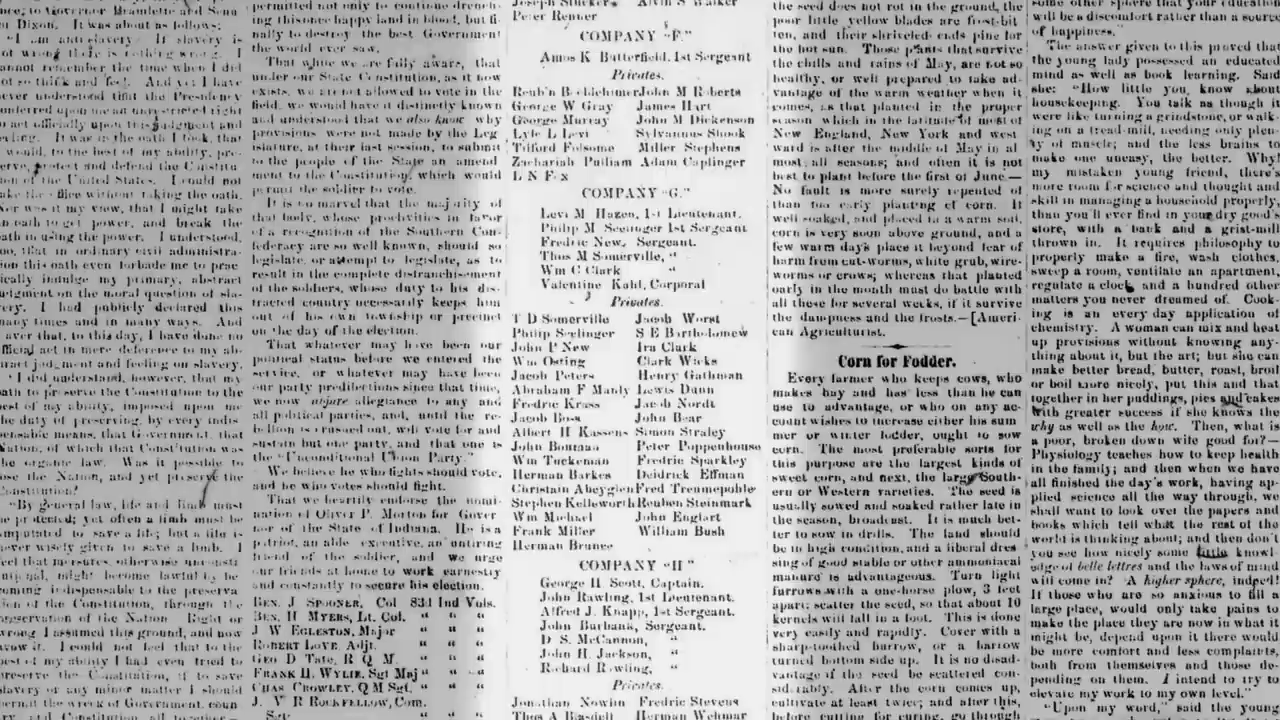 to Governor Bramlette and Sena
Dixon. It was about as follows;
"I am anti-slavery. If slavery is
not wrong there is nothing wrong. I
cannot remember the time when I did
not so think and feel. And yet I have
never understood that the Presidency
conferred upon me an unrestricted right
to act officially upon this judgment and
feeling. It was in the oath I took, that
I would, to the best of my ability, pre-
serve, protect and defend the Constitu-
tion of the United States. I could not
take the office without taking the oath.
Nor was it my view, that I might take
an oath to get power, and break the
oath in using the power. I understood,
too, that in ordinary civil administra-
tion this oath even forbade me to prac
tically indulge my primary, abstract
judgment on the moral question of sla-
very. I had publicly declared this
many times and in many ways. And
I aver that, to this day, I have done no
official act in mere deference to my ab-
stract judgment and feeling on slavery.
I did understand, however, that my
oath to preserve the Constitution to the
best of my ability, imposed upon me
the duty of preserving, by every indis
pensable means, that Government, that
Nation, of which that Constitution was
the organic law. Was it possible to
lose the Nation, and yet preserve the
Constitution?
"By general law, life and limb must
be protected; yet often a limb must be
amputated to save a life; but a life is
never wisely given to save a limb. I
feel that measures, otherwise unconsti
tutional, might become lawful by be
coming indispensable to the preserva
tion of the Constitution, through the
preservation of the Nation Right or
wrong I assumed this ground, and now
avow it. I could not feel that to the
best of my ability I had even tried to
preserve the Constitution, if to save
slavery or any minor matter I should
permit the wreck of Government, coun
try and Constitution all together
permitted not only to continue drench-
ing this once happy land in blood, but fi-
nally to destroy the best Government
the world ever saw.
That while we are fully aware, that
under our State Constitution, as it now
exists, we are not allowed to vote in the
field, we would have it distinctly known
and understood that we also know why
provisions were not made by the Leg
islature, at their last session, to submit
to the people of the State an amend
ment to the Constitution, which would
permit the soldier to vote.
It is no marvel that the majority of
that body, whose proclivities in favor
of a recognition of the Southern Con-
federacy are so well known, should so
legislate, or attempt to legislate, as to
result in the complete distranchisement
of the soldiers, whose duty to his dis-
tracted country necessarily keeps him
out of his own township or precinct
on the day of the election.
That whatever may have been our
political status before we entered the
service, or whatever may have been
our party predilections since that time,
we now abjure allegiance to any and
all political parties, and, until the re-
bellion is crushed out, will vote for and
sustain but one party, and that one is
the "Unconditional Union Party."
We believe he who fights should vote,
and he who votes should fight.
That we heartily endorse the nomi-
nation of Oliver P. Morton for Gover
nor of the State of Indiana. He is a
patriot, an able executive, an untiring
friend of the soldier, and we urge
our friends at home to work earnestly
and constantly to secure his election.
BEN. J SPOONER, Col 83d Ind Vols.
BEN. H MYERS, Lt. Col. " " "
J W EGLESTON, Major " " "
ROBERT LOVE Adjt. " " "
GEO D TATE, R Q M. " " "
FRANK H. WYLIE, Sgt Maj " " "
CHAS CROWLEY, Q M Sgt. " " "
J. V R ROCKFELLOW, Com.
Sgt.
Joseph Stucker Alvin S Walker
Peter Renner
COMPANY "F."
Amos K Butterfield, 1st Sergeant
Privates.
Reub'n Bochlehimer John M Roberts
George W Gray James Hart
George Murray John M Dickenson
Lyle L Levi Sylvannus Shook
Tilford Folsome Miller Stephens
Zachariah Pulliam Adam Caplinger
L N Fox
COMPANY "G."
Levi M Hazen, 1st Lieutenant.
Philip M Seelinger 1st Sergeant
Fredric New, Sergeant.
Thos M Somerville, "
Wm C Clark "
Valentine Kahl, Corporal
Privates.
T D Somerville Jacob Worst
Philip Seelinger S E Bartholomew
John P New Ira Clark
Wm Osting Clark Wicks
Jacob Peters Henry Gathman
Abraham F Manly Lewis Dunn
Fredric Krass Jacob Nordt
Jacob Boss John Bear
Albert H Kassens Simon Straley
John Bouman Peter Poppenhouse
Wm Tuckeman Fredric Sparkley
Herman Barkes Deidrick Effman
Christain Abeyglen Fred Treumepohler
Stephen Kelleworth Reuben Steinmark
Wm Michael John Englart
Frank Miller William Bush
Herman Brunce
COMPANY "H"
George H Scott, Captain.
John Rawling, 1st Lieutenant.
Alfred J. Knapp, 1st Sergeant.
John Burbank, Sergeant.
D S. McCannon, "
John H. Jackson, "
Richard Rowling, "
Privates.
Jonathan Nowlin Fredric Stevens
Thos A Blasdell Herman Wehmar
the seed does not rot in the ground, the
poor little yellow blades are frost-bit
ten, and their shriveled ends pine for
the hot sun. Those plants that survive
the chills and rains of May, are not so
healthy, or well prepared to take ad-
vantage of the warm weather when it
comes, as that planted in the proper
season which in the latitude of most of
New England, New York and west
ward is after the middle of May in al
most all seasons; and often it is not
best to plant before the first of June.—
No fault is more surely repented of
than too early planting of corn. If
well soaked, and placed in a warm soil,
corn is very soon above ground, and a
few warm days place it beyond fear of
harm from cut-worms, white grub, wire-
worms or crows; whereas that planted
early in the month must do battle with
all these for several weeks, if it survive
the dampness and the frosts.—[Ameri-
can Agriculturist.
Corn for Fodder.
Every farmer who keeps cows, who
makes hay and has less than he can
use to advantage, or who on any ac-
count wishes to increase either his sum
mer or winter fodder, ought to sow
corn. The most preferable sorts for
this purpose are the largest kinds of
sweet corn, and next, the large South-
ern or Western varieties. The seed is
usually sowed and soaked rather late in
the season, broadcast. It is much bet-
ter to sow in drills. The land should
be in high condition, and a liberal dres
sing of good stable or other ammoniacal
manure is advantageous. Turn light
furrows with a one-horse plow, 3 feet
apart; scatter the seed, so that about 10
kernels will fall in a foot. This is done
very easily and rapidly. Cover with a
sharp-toothed harrow, or a harrow
turned bottom side up. It is no disad-
vantage if the seed be scattered con-
siderably. After the corn comes up,
cultivate at least twice; and after this,
before cutting for curing, go through
some other sphere that your education
will be a discomfort rather than a source
of happiness."
The answer given to this proved that
the young lady possessed an educated
mind as well as book learning. Said
she: "How little you know about
housekeeping. You talk as though it
were like turning a grindstone, or walk-
ing on a tread-mill, needing only plen-
ty of muscle; and the less brains to
make one uneasy, the better. Why!
my mistaken young friend, there's
more room for science and thought and
skill in managing a household properly,
than you'll ever find in your dry good's
store, with a bank and a grist-mill
thrown in. It requires philosophy to
properly make a fire, wash clothes,
sweep a room, ventilate an apartment,
regulate a clock and a hundred other
matters you never dreamed of. Cook-
ing is an every day application of
chemistry. A woman can mix and heat
up provisions without knowing any-
thing about it, but the art; but she can
make better bread, butter, roast, broil
or boil more nicely, put this and that
together in her puddings, pies and cakes
with greater success if she knows the
why as well as the how. Then, what is
a poor, broken down wife good for?—
Physiology teaches how to keep health
in the family; and then when we have
all finished the day's work, having ap-
plied science all the way through, we
shall want to look over the papers and
books which tell what the rest of the
world is thinking about; and then don't
you see how nicely some little knowl
edge of belle lettres and the laws of mind
will come in? A higher sphere, indeed!
If those who are so anxious to fill a
large place, would only take pains to
make the place they are now in what it
might be, depend upon it there would
be more comfort and less complaints,
both from themselves and those de-
pending on them. I intend to try to
elevate my work to my own level."
"Upon my word," said the young